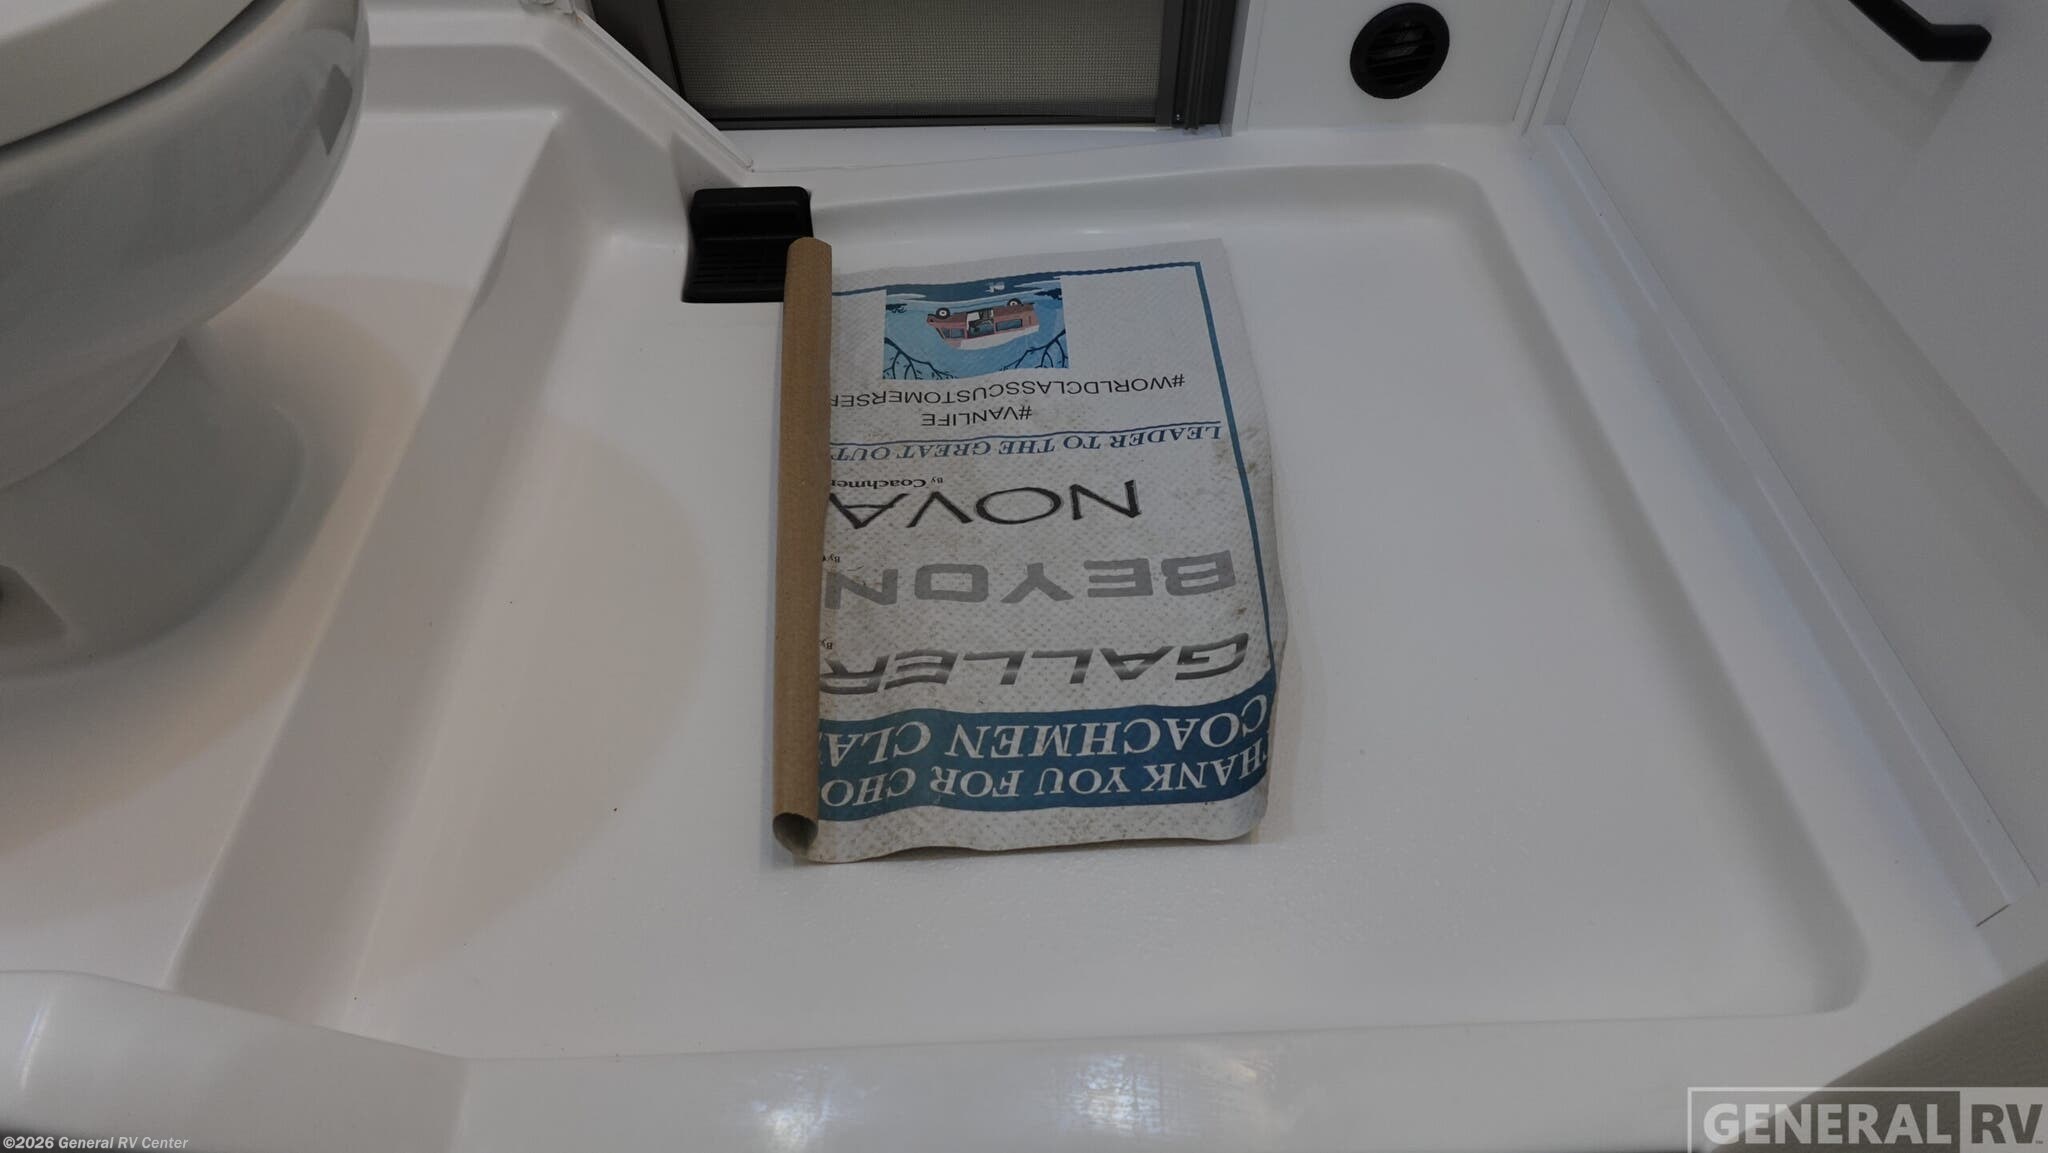 THANK YOU FOR CHO
COACHMEN CLA
GALLER
By
BEYON
By
NOVA
By Coachmen
LEADER TO THE GREAT OUT
#VANLIFE
#WORLDCLASSCUSTOMERSER
©2026 General RV Center
GENERAL RV